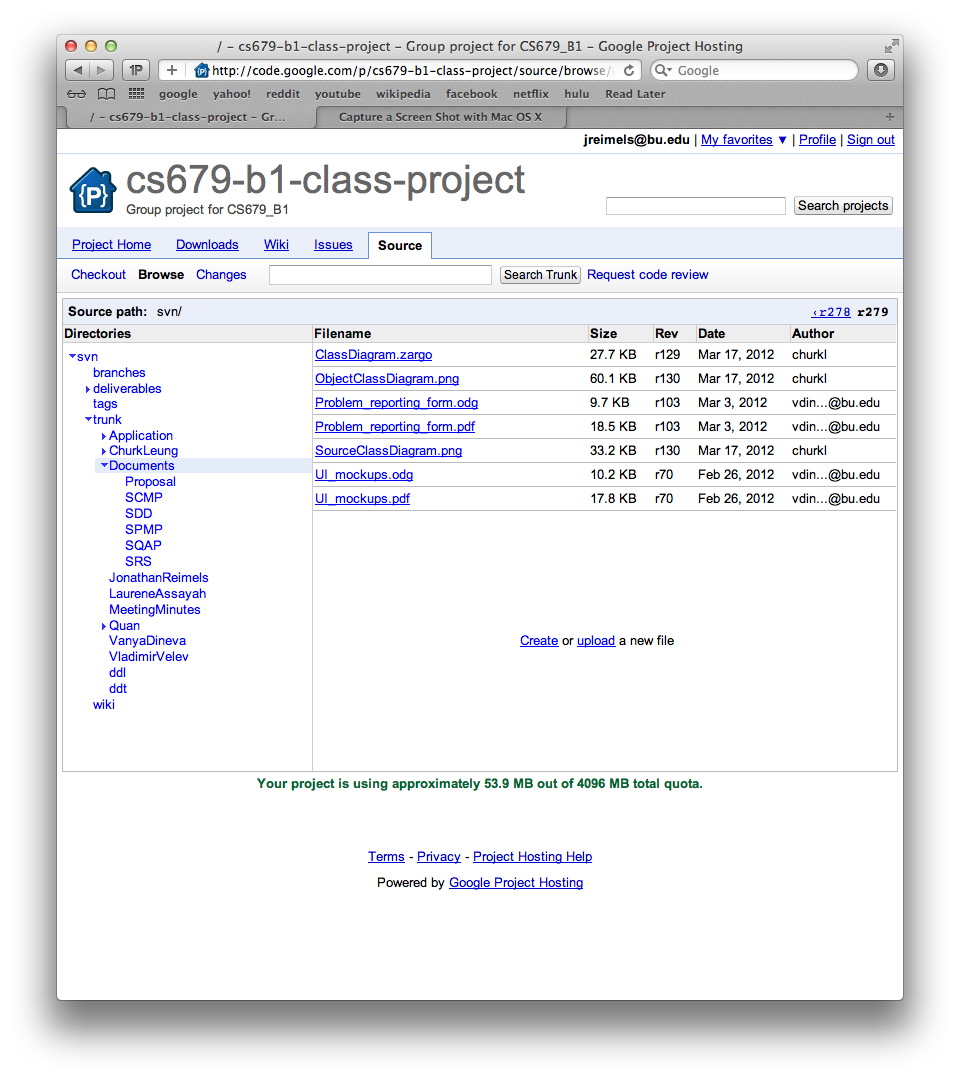 / – cs679-b1-class-project – Group project for CS679_B1 – Google Project Hosting
1P + http://code.google.com/p/cs679-b1-class-project/source/browse/ Google
google yahoo! reddit youtube wikipedia facebook netflix hulu Read Later
/ – cs679-b1-class-project – Gr... Capture a Screen Shot with Mac OS X +
jreimels@bu.edu | My favorites ▼ | Profile | Sign out
{P} cs679-b1-class-project
Group project for CS679_B1 Search projects
Project Home Downloads Wiki Issues Source
Checkout Browse Changes Search Trunk Request code review
Source path: svn/ ‹r278 r279
Directories Filename Size Rev Date Author
svn
branches
deliverables
tags
trunk
Application
ChurkLeung
Documents
Proposal
SCMP
SDD
SPMP
SQAP
SRS
JonathanReimels
LaureneAssayah
MeetingMinutes
Quan
VanyaDineva
VladimirVelev
ddl
ddt
wiki
ClassDiagram.zargo 27.7 KB r129 Mar 17, 2012 churkl
ObjectClassDiagram.png 60.1 KB r130 Mar 17, 2012 churkl
Problem_reporting_form.odg 9.7 KB r103 Mar 3, 2012 vdin...@bu.edu
Problem_reporting_form.pdf 18.5 KB r103 Mar 3, 2012 vdin...@bu.edu
SourceClassDiagram.png 33.2 KB r130 Mar 17, 2012 churkl
UI_mockups.odg 10.2 KB r70 Feb 26, 2012 vdin...@bu.edu
UI_mockups.pdf 17.8 KB r70 Feb 26, 2012 vdin...@bu.edu
Create or upload a new file
Your project is using approximately 53.9 MB out of 4096 MB total quota.
Terms - Privacy - Project Hosting Help
Powered by Google Project Hosting